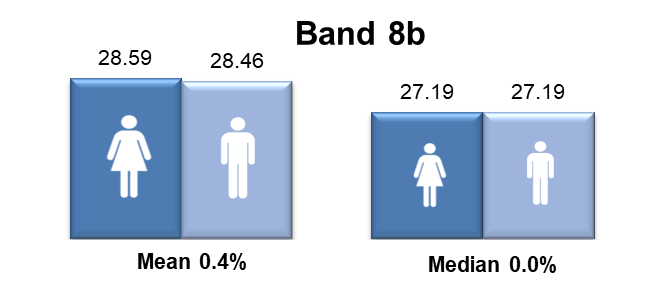 Band 8b
28.59 28.46
27.19 27.19
Mean 0.4%
Median 0.0%